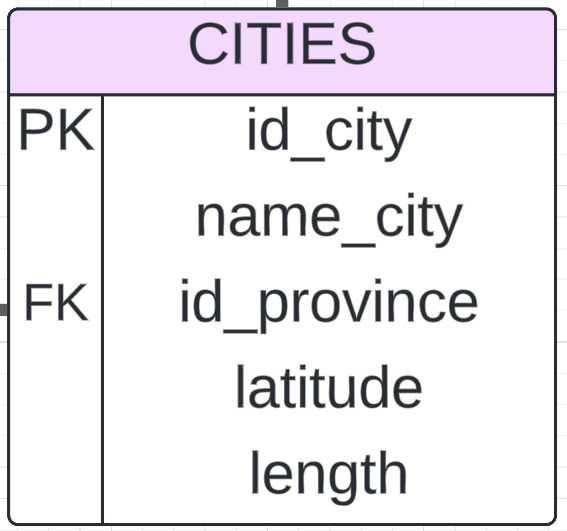 CITIES
PK id_city
name_city
FK id_province
latitude
length